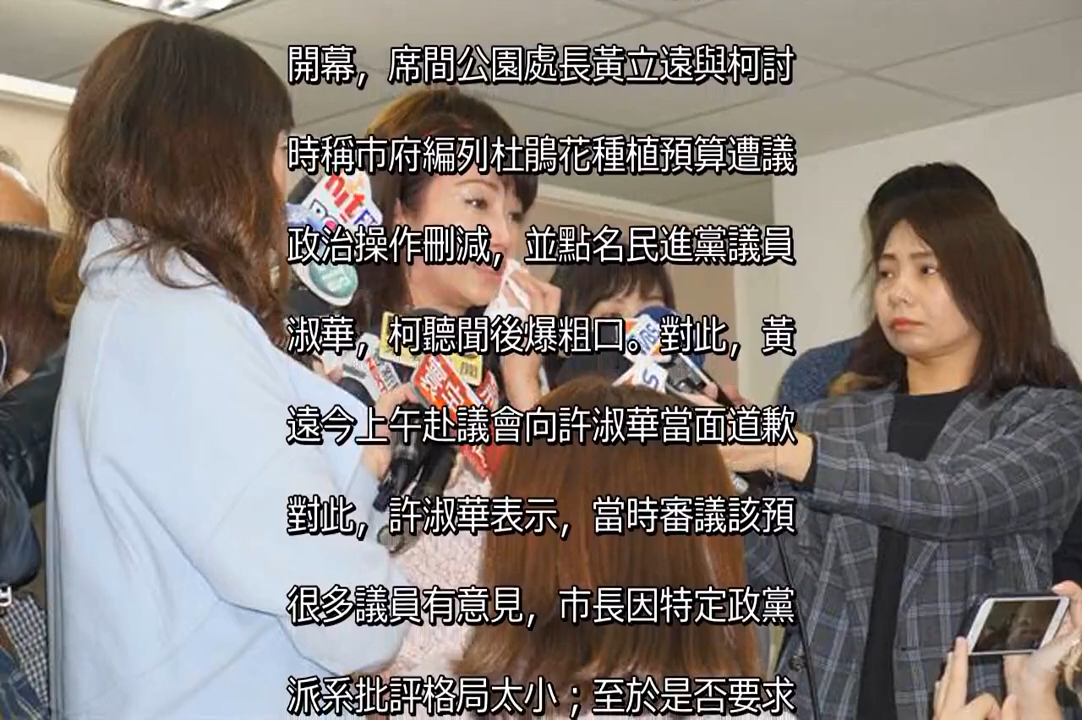 開幕，席間公園處長黃立遠與柯討
時稱市府編列杜鵑花種植預算遭議
政治操作刪減，並點名民進黨議員
淑華，柯聽聞後爆粗口。對此，黃
遠今上午赴議會向許淑華當面道歉
對此，許淑華表示，當時審議該預
很多議員有意見，市長因特定政黨
派系批評格局太小；至於是否要求